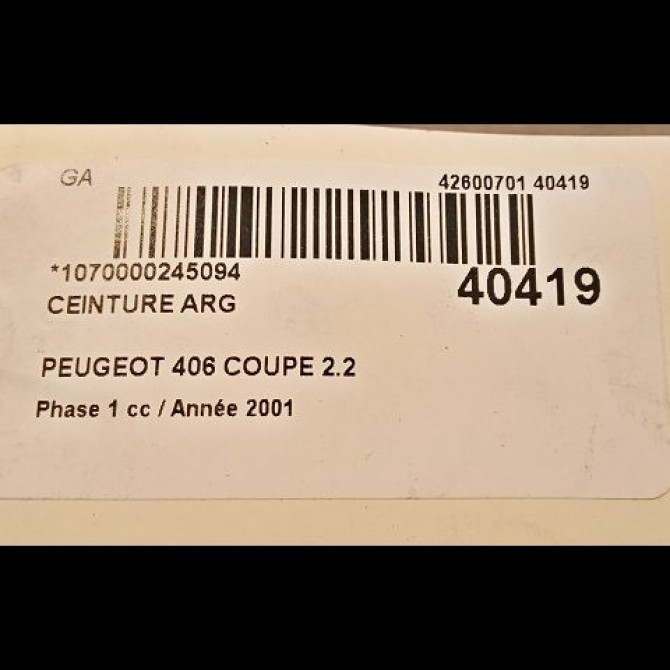 GA
42600701 40419
*1070000245094
40419
CEINTURE ARG
PEUGEOT 406 COUPE 2.2
Phase 1 cc / Année 2001